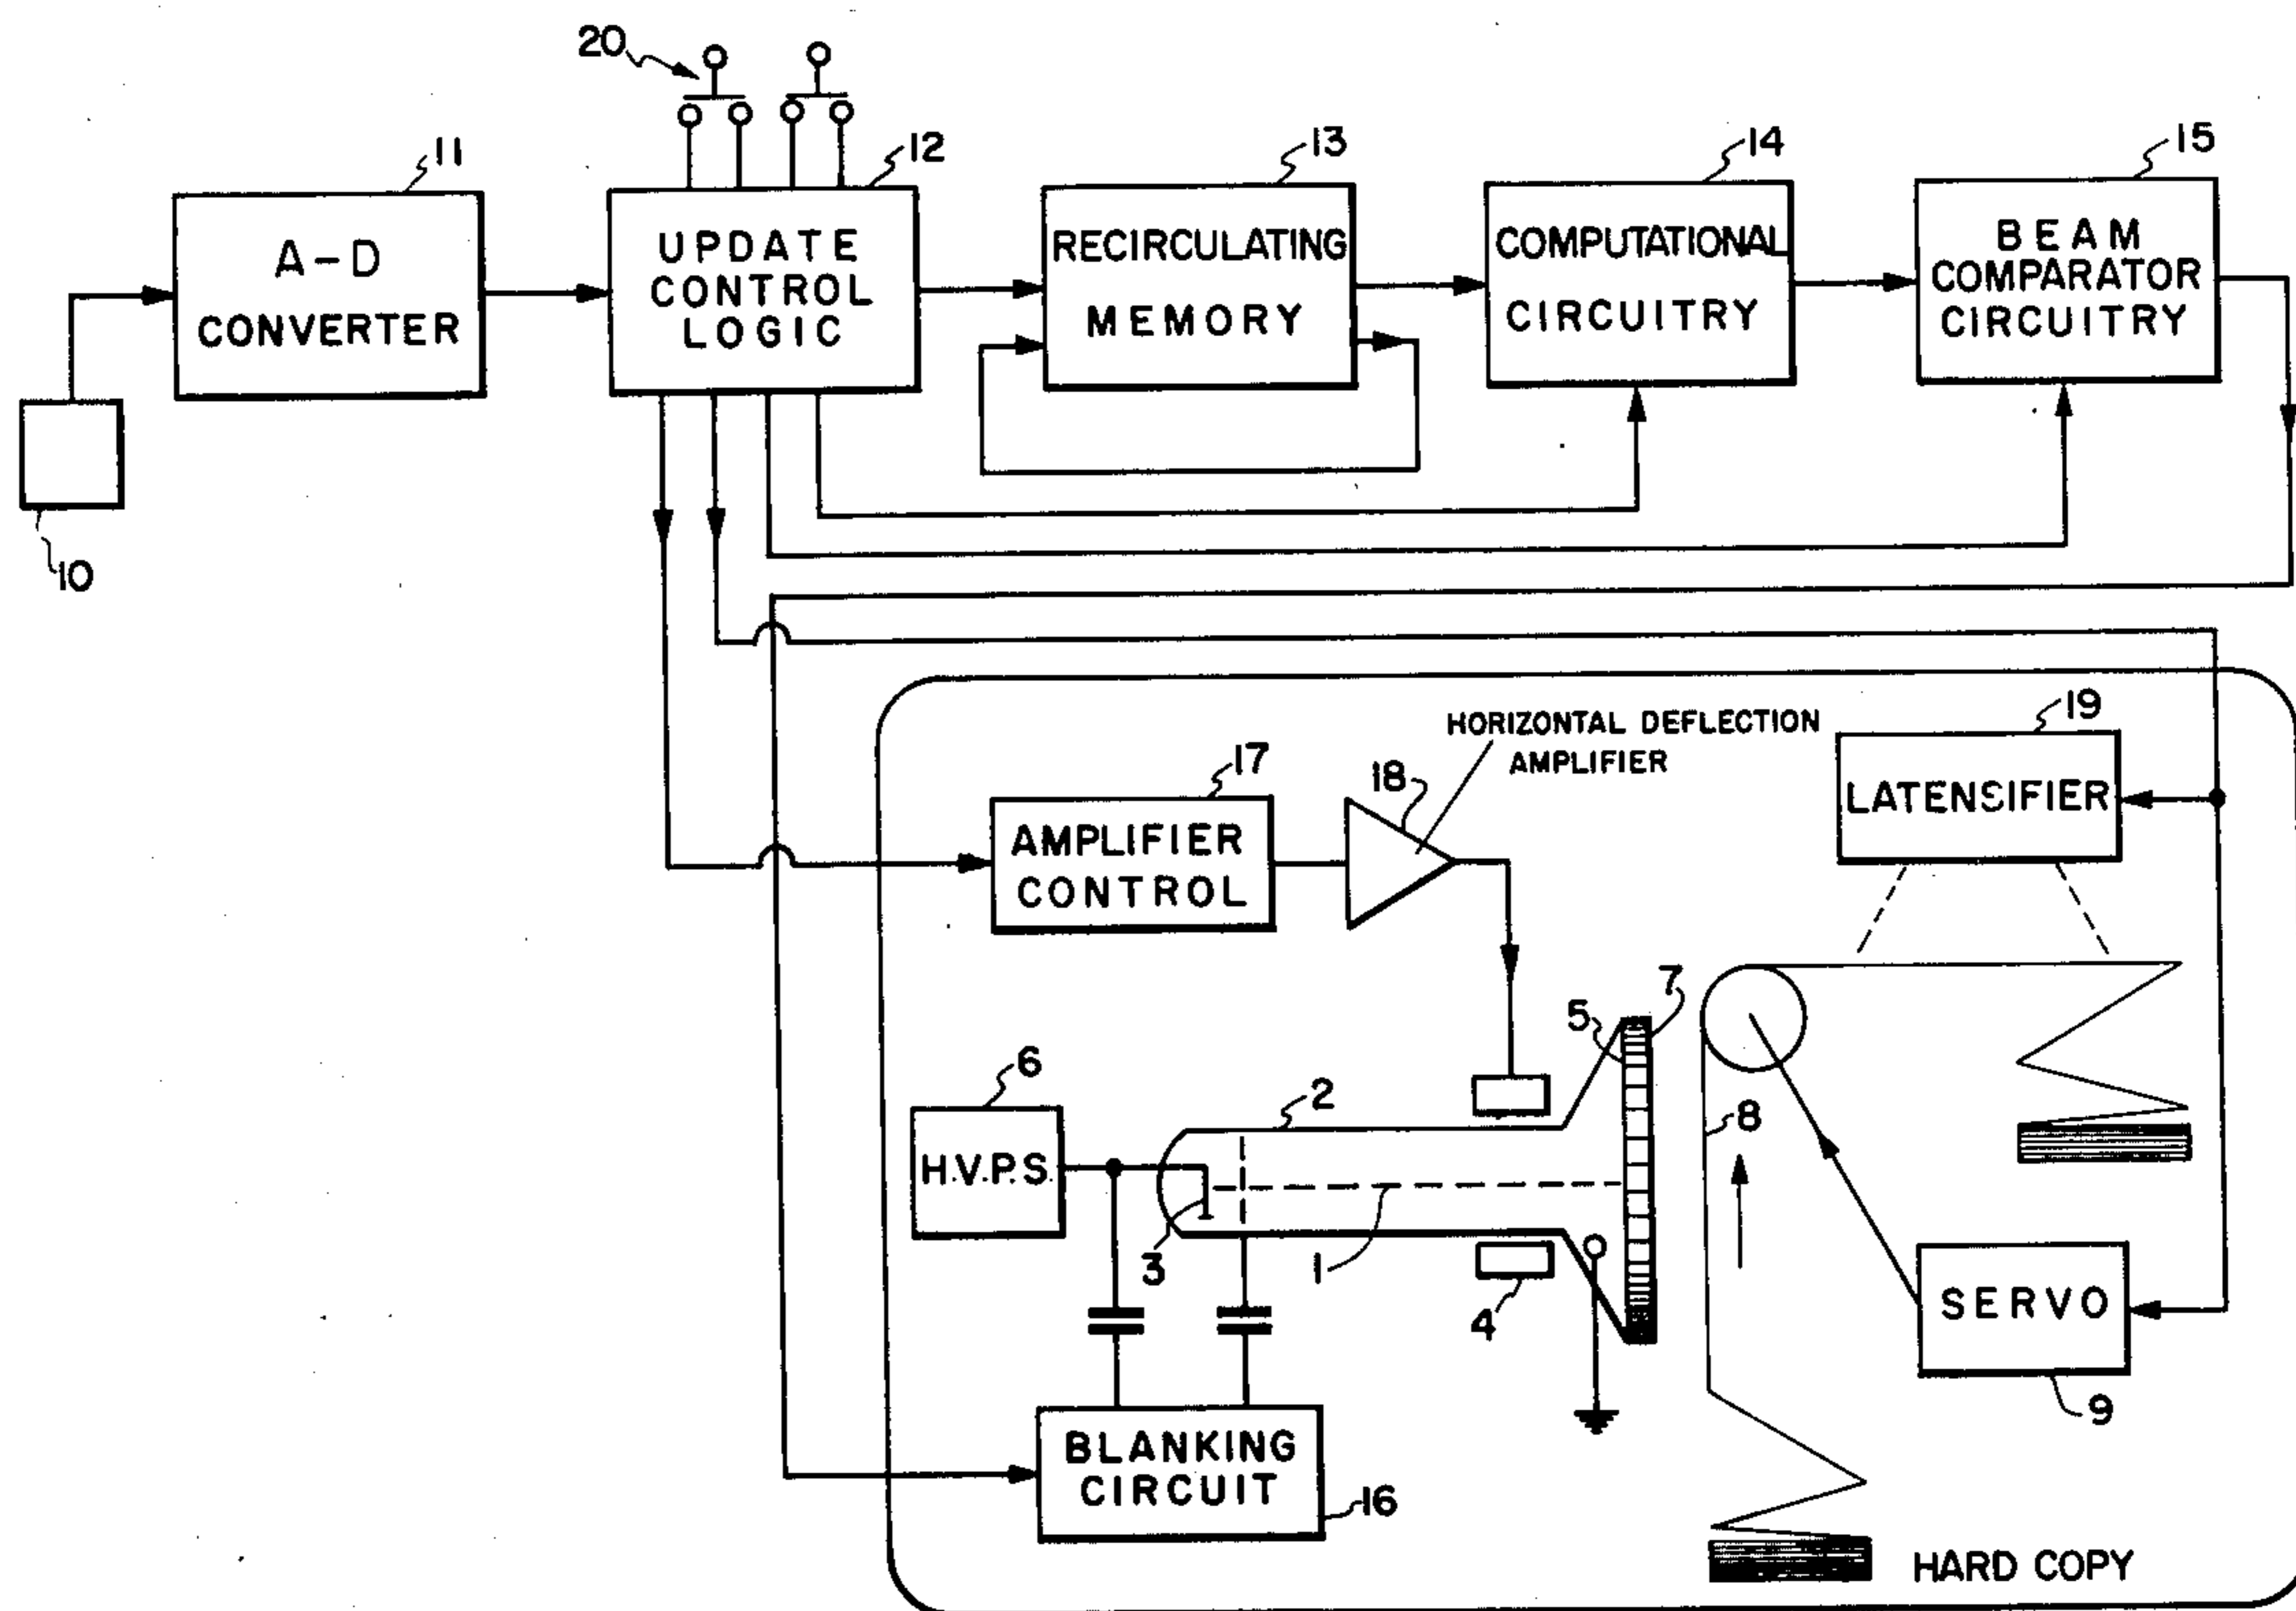 20
11
12
13
14
15
A-D
CONVERTER
UPDATE
CONTROL
LOGIC
RECIRCULATING
MEMORY
COMPUTATIONAL
CIRCUITRY
BEAM
COMPARATOR
CIRCUITRY
10
HORIZONTAL DEFLECTION
AMPLIFIER
19
17
18
LATENSIFIER
AMPLIFIER
CONTROL
7
5
6
2
8
H.V.P.S.
3
1
4
SERVO
9
BLANKING
CIRCUIT
16
HARD COPY